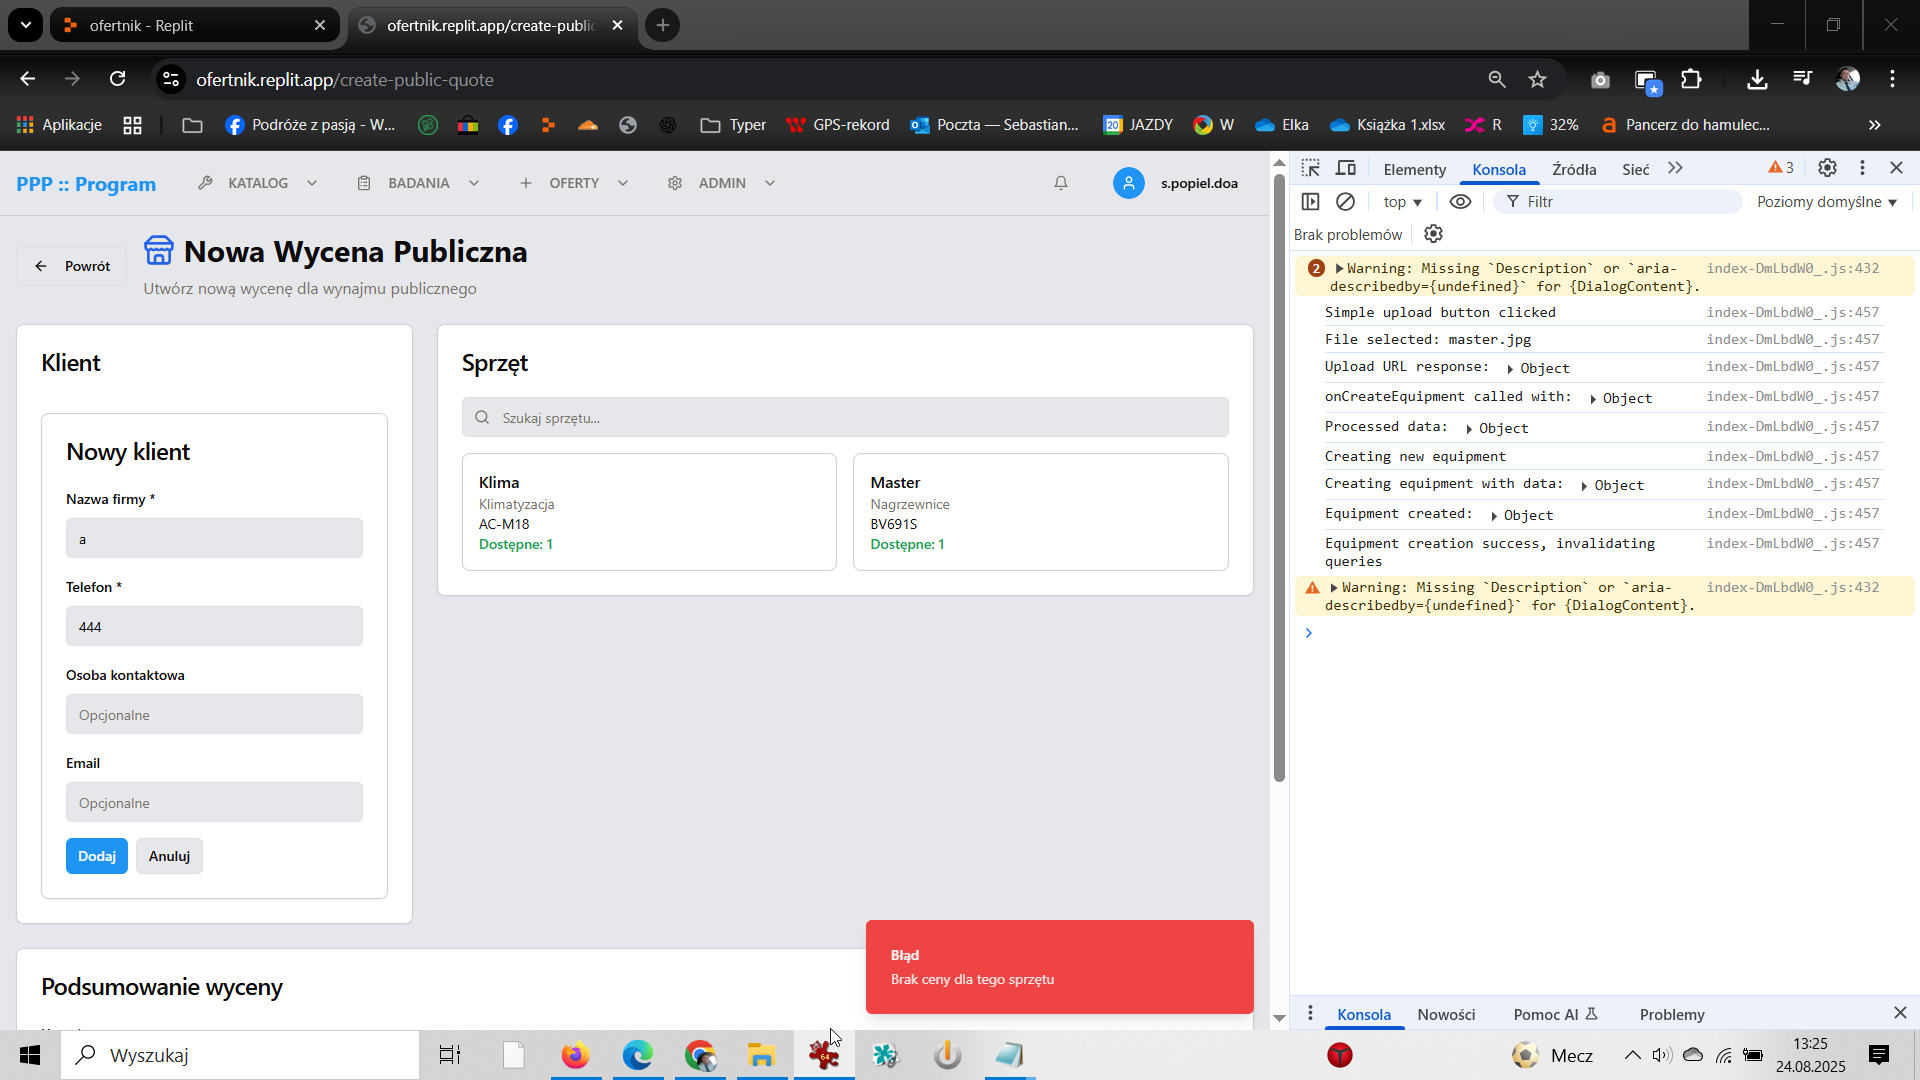 ofertnik - Replit
ofertnik.replit.app/create-public
ofertnik.replit.app/create-public-quote
Aplikacje
Podróże z pasją - W...
Typer
GPS-rekord
Poczta — Sebastian...
20 JAZDY
W
Elka
Książka 1.xlsx
R
32%
Pancerz do hamulec...
PPP :: Program
KATALOG
BADANIA
OFERTY
ADMIN
s.popiel.doa
Powrót
Nowa Wycena Publiczna
Utwórz nową wycenę dla wynajmu publicznego
Klient
Nowy klient
Nazwa firmy *
a
Telefon *
444
Osoba kontaktowa
Opcjonalne
Email
Opcjonalne
Dodaj
Anuluj
Sprzęt
Szukaj sprzętu...
Klima
Klimatyzacja
AC-M18
Dostępne: 1
Master
Nagrzewnice
BV691S
Dostępne: 1
Podsumowanie wyceny
Błąd
Brak ceny dla tego sprzętu
Elementy
Konsola
Źródła
Sieć
3
top
Filtr
Poziomy domyślne
Brak problemów
2 Warning: Missing `Description` or `aria- index-DmLbdW0_.js:432
describedby={undefined}` for {DialogContent}.
Simple upload button clicked index-DmLbdW0_.js:457
File selected: master.jpg index-DmLbdW0_.js:457
Upload URL response: Object index-DmLbdW0_.js:457
onCreateEquipment called with: Object index-DmLbdW0_.js:457
Processed data: Object index-DmLbdW0_.js:457
Creating new equipment index-DmLbdW0_.js:457
Creating equipment with data: Object index-DmLbdW0_.js:457
Equipment created: Object index-DmLbdW0_.js:457
Equipment creation success, invalidating index-DmLbdW0_.js:457
queries
Warning: Missing `Description` or `aria- index-DmLbdW0_.js:432
describedby={undefined}` for {DialogContent}.
Konsola
Nowości
Pomoc AI
Problemy
Wyszukaj
64
Mecz
13:25
24.08.2025